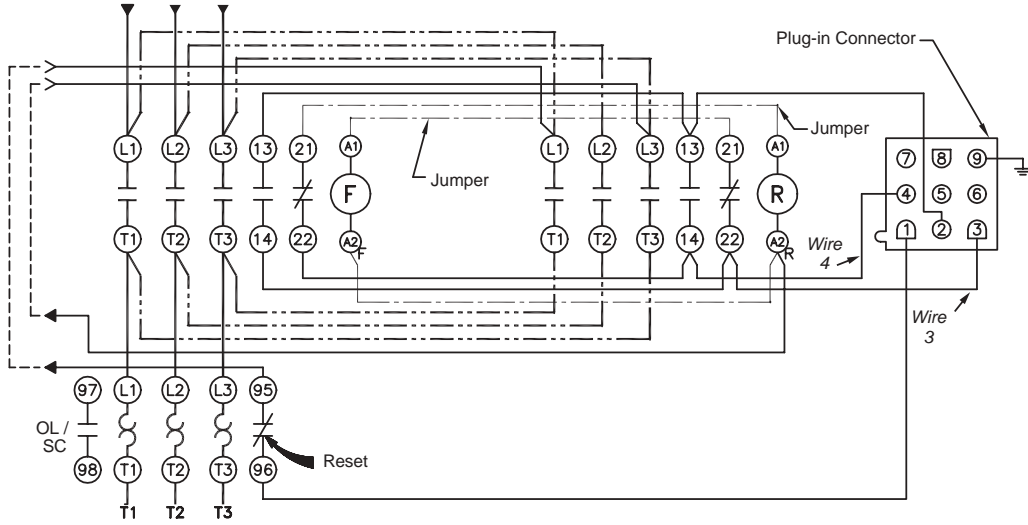 Plug-in Connector
Jumper
L1 L2 L3 13 21 A1 L1 L2 L3 13 21 A1
7 8 9
Jumper
F R
4 5 6
T1 T2 T3 14 22 A2 F T1 T2 T3 14 22 A2 R
1 2 3
Wire
4
Wire
3
97 L1 L2 L3 95
OL /
SC
98 T1 T2 T3 96
Reset
T1 T2 T3